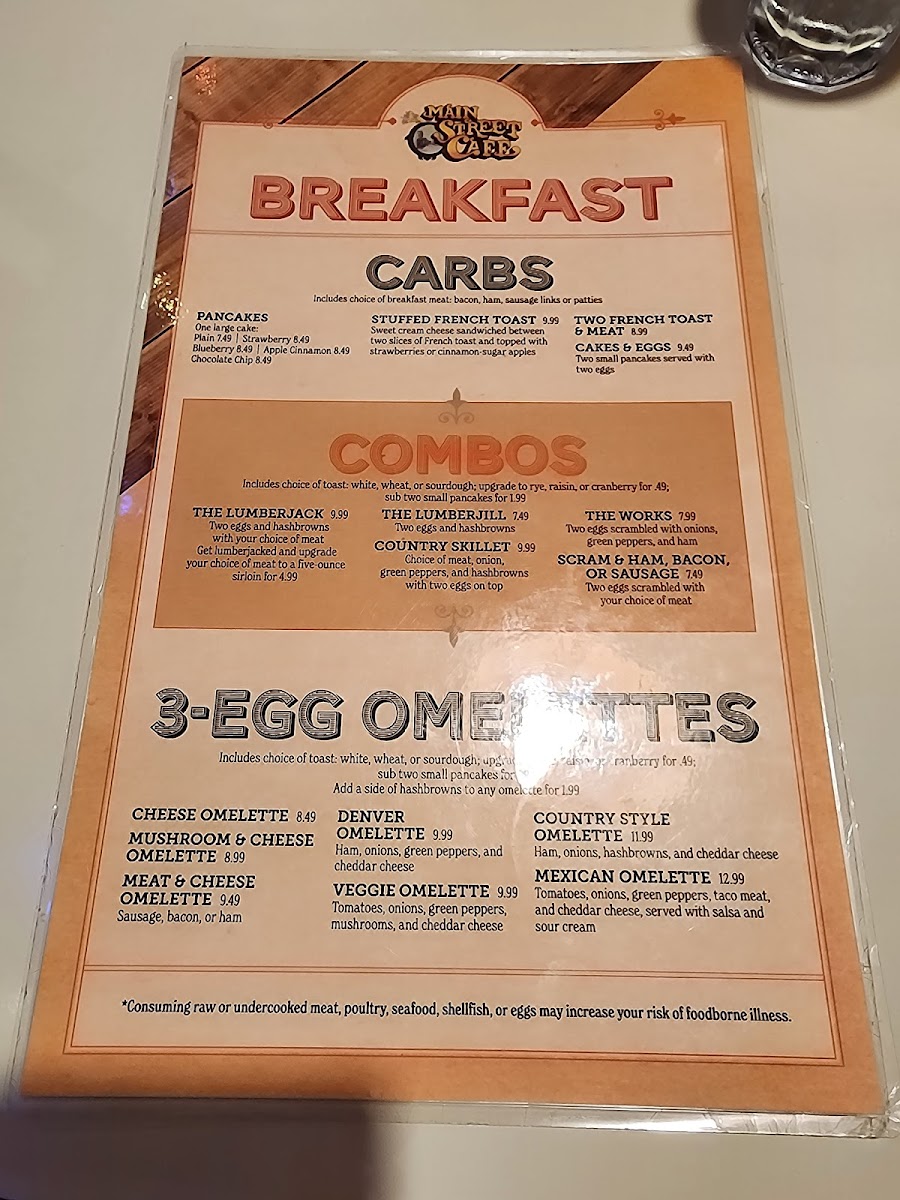 MAIN
STREET
CAFE
BREAKFAST
CARBS
Includes choice of breakfast meat: bacon, ham, sausage links or patties
PANCAKES
One large cake:
Plain 7.49 | Strawberry 8.49
Blueberry 8.49 | Apple Cinnamon 8.49
Chocolate Chip 8.49
STUFFED FRENCH TOAST 9.99
Sweet cream cheese sandwiched between
two slices of French toast and topped with
strawberries or cinnamon-sugar apples
TWO FRENCH TOAST
& MEAT 8.99
CAKES & EGGS 9.49
Two small pancakes served with
two eggs
COMBOS
Includes choice of toast: white, wheat, or sourdough; upgrade to rye, raisin, or cranberry for .49;
sub two small pancakes for 1.99
THE LUMBERJACK 9.99
Two eggs and hashbrowns
with your choice of meat
Get lumberjacked and upgrade
your choice of meat to a five-ounce
sirloin for 4.99
THE LUMBERJILL 7.49
Two eggs and hashbrowns
COUNTRY SKILLET 9.99
Choice of meat, onion,
green peppers, and hashbrowns
with two eggs on top
THE WORKS 7.99
Two eggs scrambled with onions,
green peppers, and ham
SCRAM & HAM, BACON,
OR SAUSAGE 7.49
Two eggs scrambled with
your choice of meat
3-EGG OMELETTES
Includes choice of toast: white, wheat, or sourdough; raisin, or cranberry for .49;
sub two small pancakes for
Add a side of hashbrowns to any omelette for 1.99
CHEESE OMELETTE 8.49
MUSHROOM & CHEESE
OMELETTE 8.99
MEAT & CHEESE
OMELETTE 9.49
Sausage, bacon, or ham
DENVER
OMELETTE 9.99
Ham, onions, green peppers, and
cheddar cheese
VEGGIE OMELETTE 9.99
Tomatoes, onions, green peppers,
mushrooms, and cheddar cheese
COUNTRY STYLE
OMELETTE 11.99
Ham, onions, hashbrowns, and cheddar cheese
MEXICAN OMELETTE 12.99
Tomatoes, onions, green peppers, taco meat,
and cheddar cheese, served with salsa and
sour cream
*Consuming raw or undercooked meat, poultry, seafood, shellfish, or eggs may increase your risk of foodborne illness.